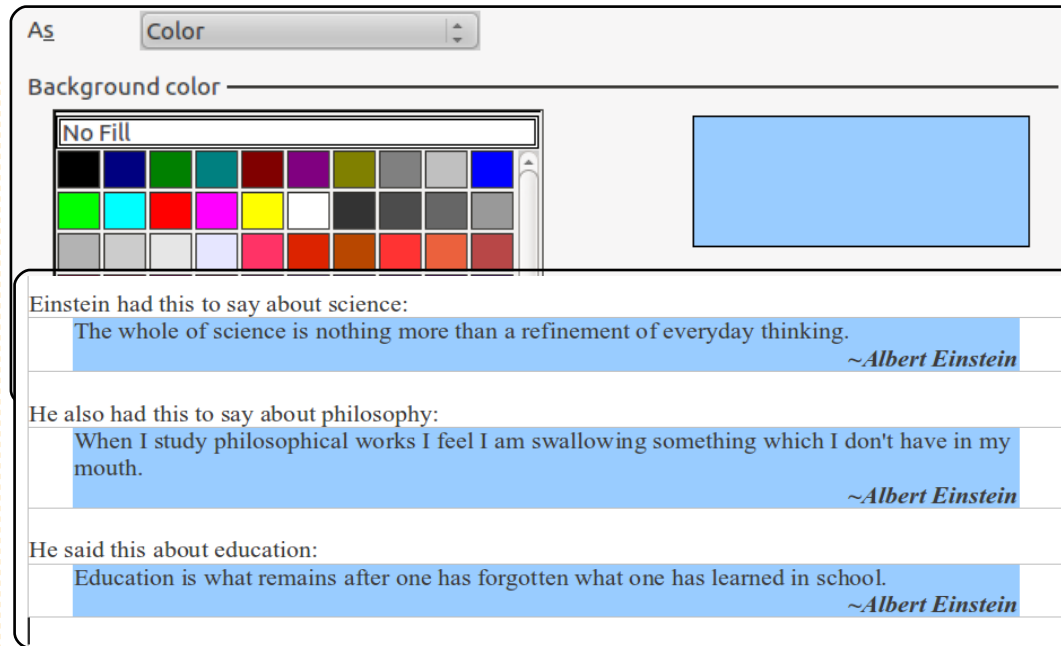 As Color
Background color
No Fill
Einstein had this to say about science:
The whole of science is nothing more than a refinement of everyday thinking.
~Albert Einstein
He also had this to say about philosophy:
When I study philosophical works I feel I am swallowing something which I don't have in my
mouth.
~Albert Einstein
He said this about education:
Education is what remains after one has forgotten what one has learned in school.
~Albert Einstein